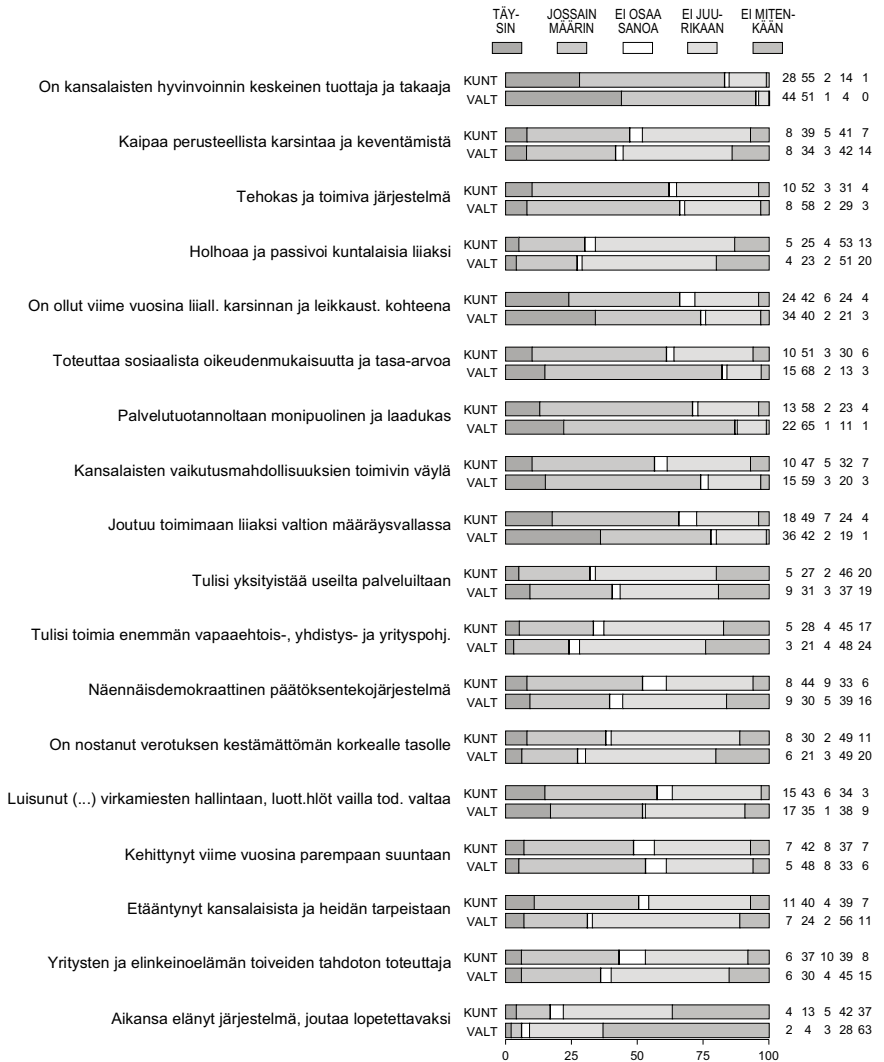 TÄY-SIN JOSSAIN MÄÄRIN EI OSAA SANOA EI JUU-RIKAAN EI MITEN-KÄÄN
On kansalaisten hyvinvoinnin keskeinen tuottaja ja takaaja
KUNT 28 55 2 14 1
VALT 44 51 1 4 0
Kaipaa perusteellista karsintaa ja keventämistä
KUNT 8 39 5 41 7
VALT 8 34 3 42 14
Tehokas ja toimiva järjestelmä
KUNT 10 52 3 31 4
VALT 8 58 2 29 3
Holhoaa ja passivoi kuntalaisia liiaksi
KUNT 5 25 4 53 13
VALT 4 23 2 51 20
On ollut viime vuosina liiall. karsinnan ja leikkaust. kohteena
KUNT 24 42 6 24 4
VALT 34 40 2 21 3
Toteuttaa sosiaalista oikeudenmukaisuutta ja tasa-arvoa
KUNT 10 51 3 30 6
VALT 15 68 2 13 3
Palvelutuotannoltaan monipuolinen ja laadukas
KUNT 13 58 2 23 4
VALT 22 65 1 11 1
Kansalaisten vaikutusmahdollisuuksien toimivin väylä
KUNT 10 47 5 32 7
VALT 15 59 3 20 3
Joutuu toimimaan liiaksi valtion määräysvallassa
KUNT 18 49 7 24 4
VALT 36 42 2 19 1
Tulisi yksityistää useilta palveluiltaan
KUNT 5 27 2 46 20
VALT 9 31 3 37 19
Tulisi toimia enemmän vapaaehtois-, yhdistys- ja yrityspohj.
KUNT 5 28 4 45 17
VALT 3 21 4 48 24
Näennäisdemokraattinen päätöksentekojärjestelmä
KUNT 8 44 9 33 6
VALT 9 30 5 39 16
On nostanut verotuksen kestämättömän korkealle tasolle
KUNT 8 30 2 49 11
VALT 6 21 3 49 20
Luisunut (...) virkamiesten hallintaan, luott.hlöt vailla tod. valtaa
KUNT 15 43 6 34 3
VALT 17 35 1 38 9
Kehittynyt viime vuosina parempaan suuntaan
KUNT 7 42 8 37 7
VALT 5 48 8 33 6
Etääntynyt kansalaisista ja heidän tarpeistaan
KUNT 11 40 4 39 7
VALT 7 24 2 56 11
Yritysten ja elinkeinoelämän toiveiden tahdoton toteuttaja
KUNT 6 37 10 39 8
VALT 6 30 4 45 15
Aikansa elänyt järjestelmä, joutaa lopetettavaksi
KUNT 4 13 5 42 37
VALT 2 4 3 28 63
0 25 50 75 100